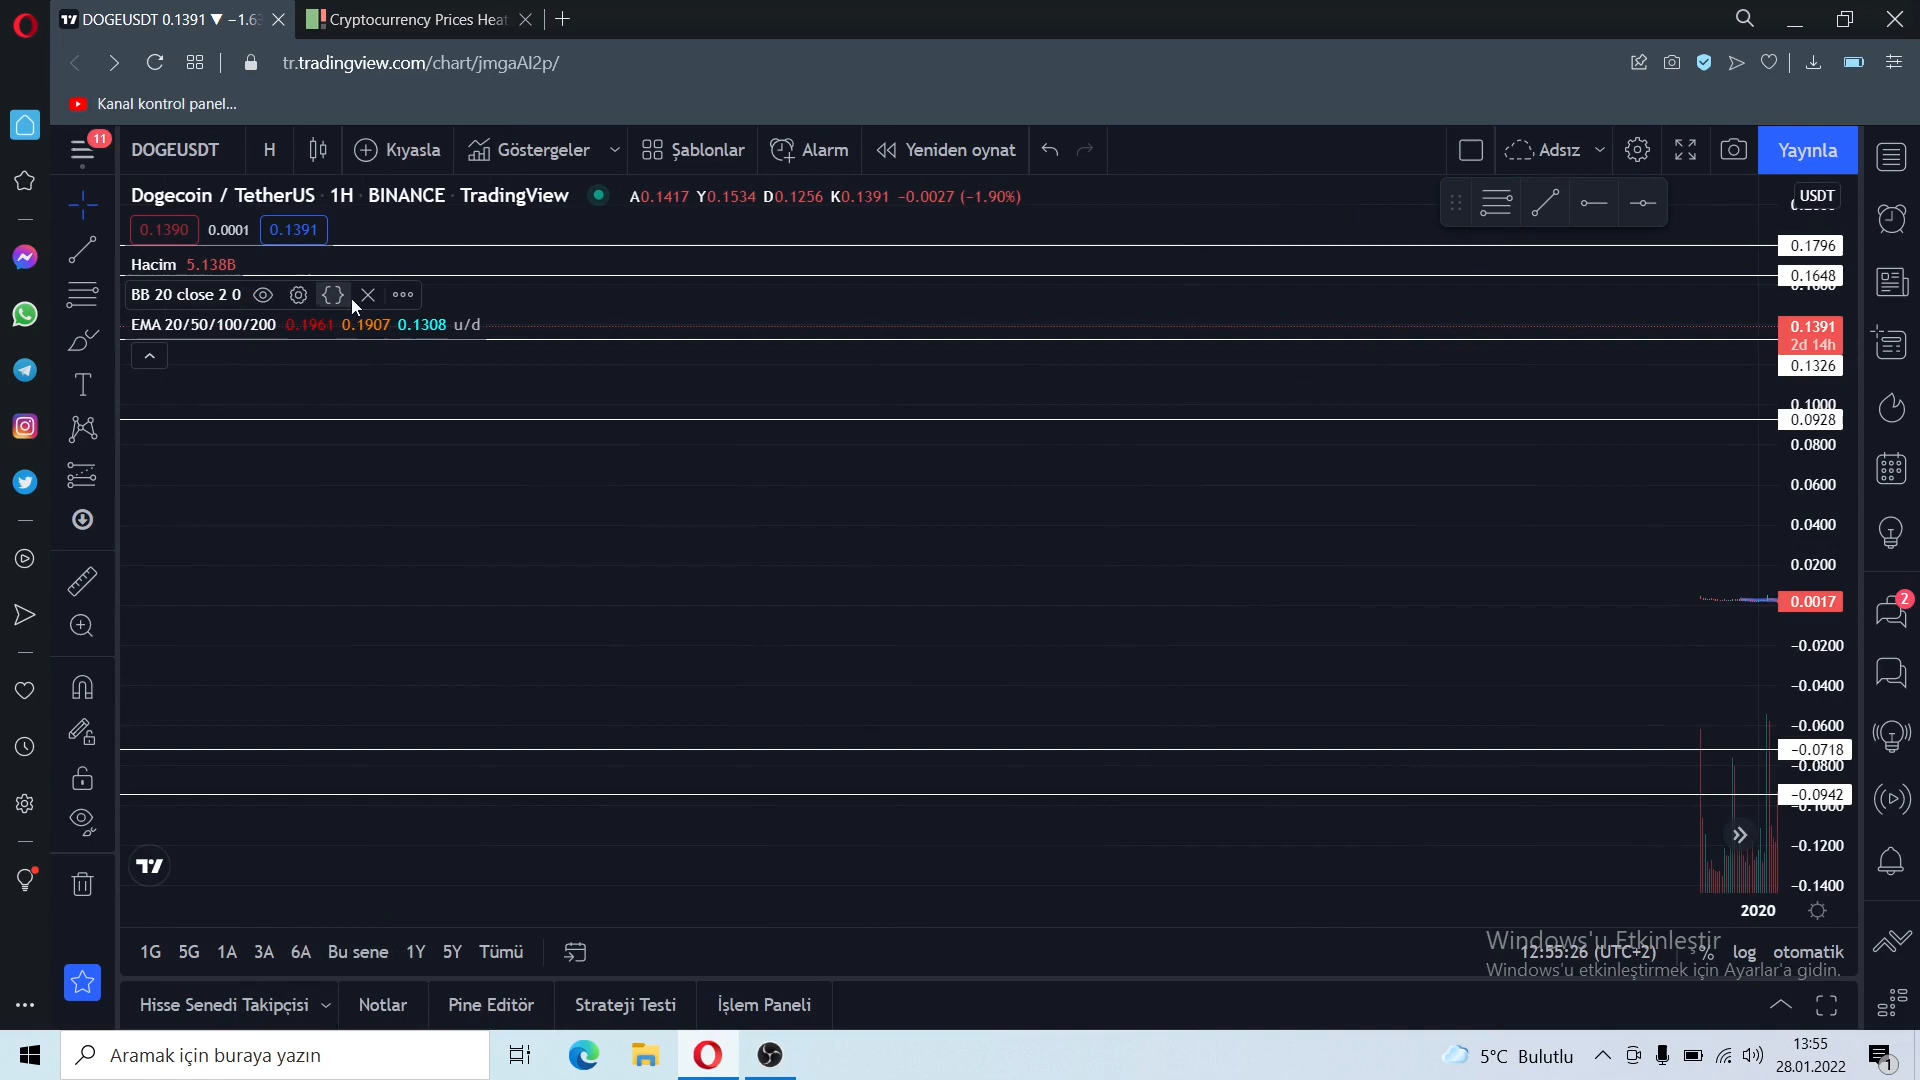 DOGEUSDT 0.1391 ▼ −1.6
Cryptocurrency Prices Heat
tr.tradingview.com/chart/jmgaAI2p/
Kanal kontrol panel...
11
DOGEUSDT
H
Kıyasla
Göstergeler
Şablonlar
Alarm
Yeniden oynat
Adsız
Yayınla
Dogecoin / TetherUS 1H BINANCE TradingView
A0.1417 Y0.1534 D0.1256 K0.1391 −0.0027 (−1.90%)
USDT
0.1390 0.0001 0.1391
Hacim 5.138B
BB 20 close 2 0
EMA 20/50/100/200 0.1961 0.1907 0.1308 u/d
0.1796
0.1648
0.1391
2d 14h
0.1326
0.1000
0.0928
0.0800
0.0600
0.0400
0.0200
0.0017
−0.0200
−0.0400
−0.0600
−0.0718
−0.0800
−0.0942
−0.1000
−0.1200
−0.1400
2020
2
1G 5G 1A 3A 6A Bu sene 1Y 5Y Tümü
12:55:26 (UTC+2) % log otomatik
Windows'u Etkinleştir
Windows'u etkinleştirmek için Ayarlar'a gidin.
Hisse Senedi Takipçisi
Notlar
Pine Editör
Strateji Testi
İşlem Paneli
Aramak için buraya yazın
5°C Bulutlu
13:55
28.01.2022
1